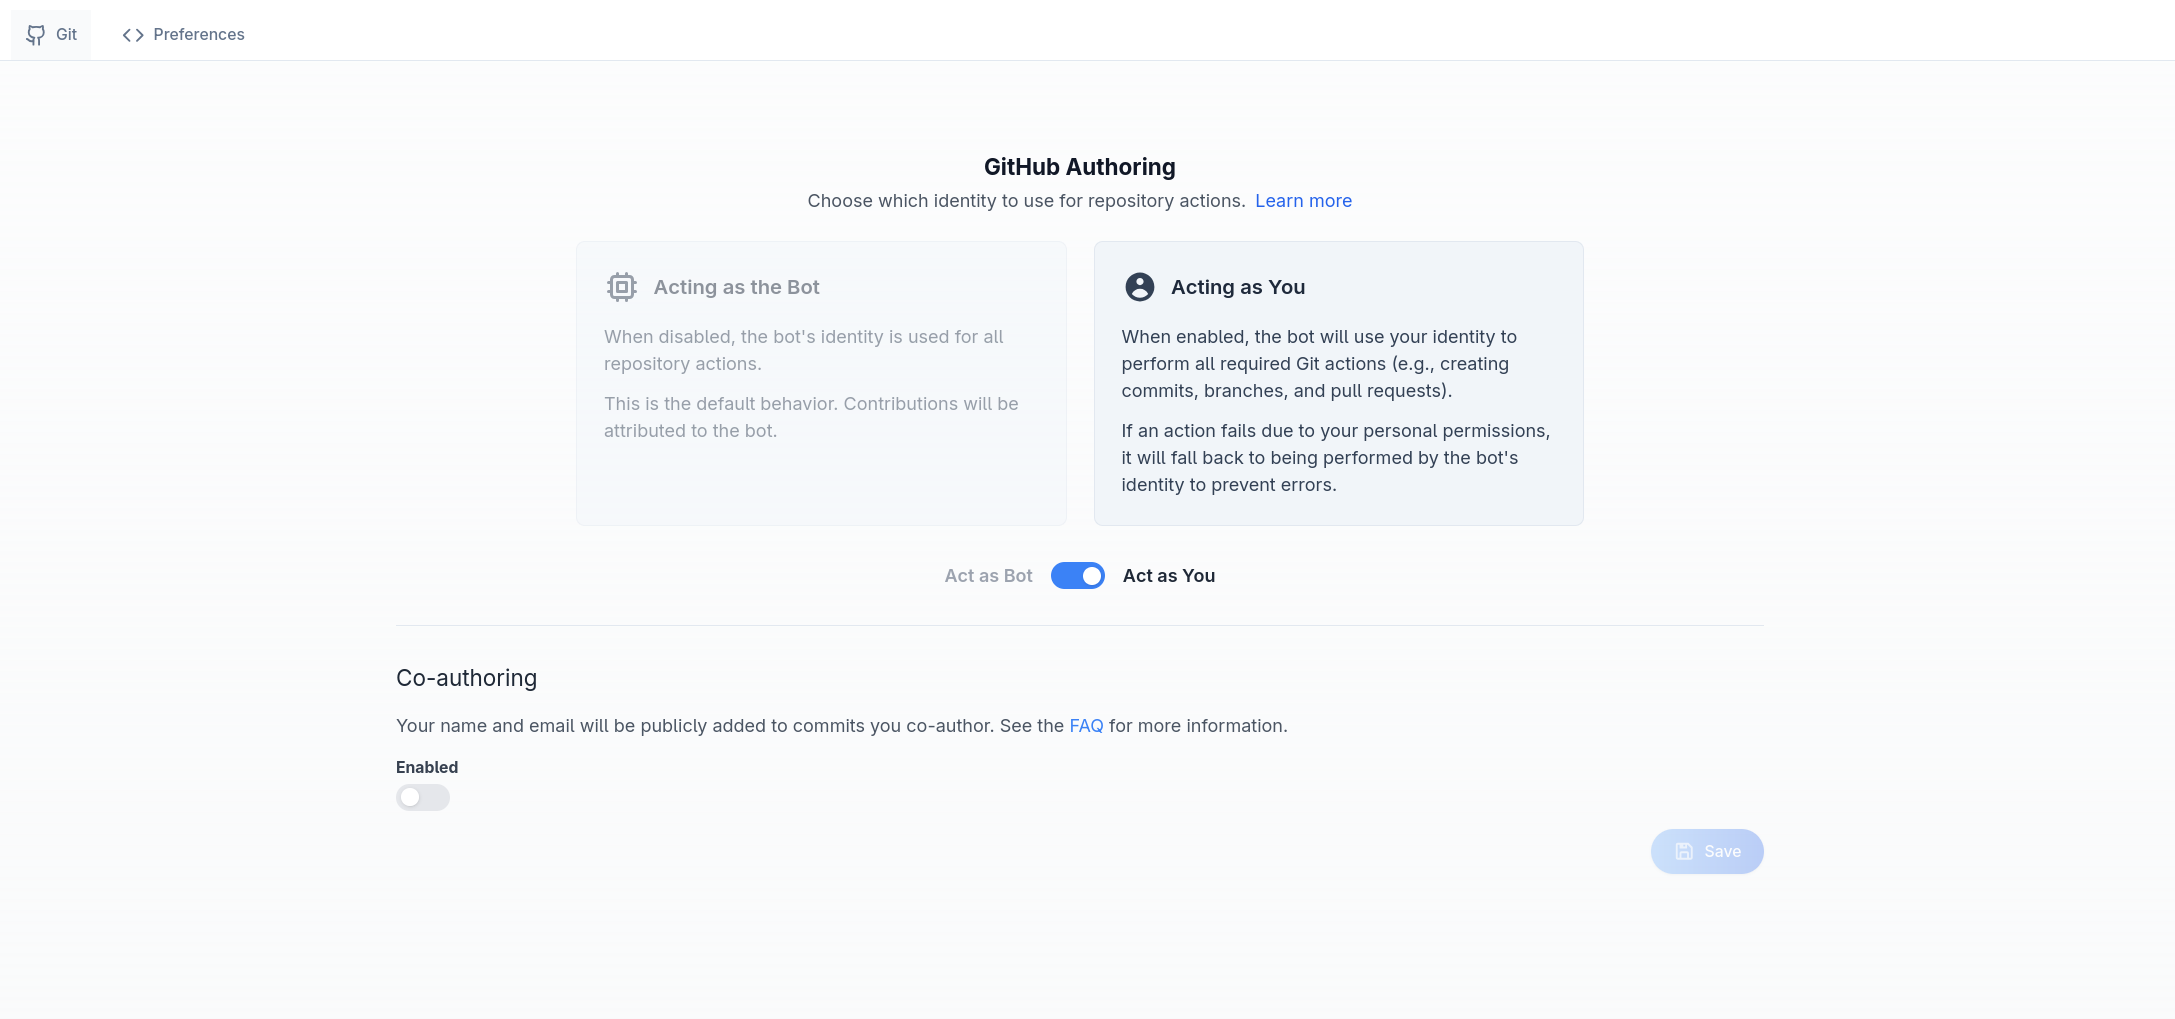 Git
Preferences
GitHub Authoring
Choose which identity to use for repository actions. Learn more
Acting as the Bot
When disabled, the bot's identity is used for all
repository actions.
This is the default behavior. Contributions will be
attributed to the bot.
Acting as You
When enabled, the bot will use your identity to
perform all required Git actions (e.g., creating
commits, branches, and pull requests).
If an action fails due to your personal permissions,
it will fall back to being performed by the bot's
identity to prevent errors.
Act as Bot
Act as You
Co-authoring
Your name and email will be publicly added to commits you co-author. See the FAQ for more information.
Enabled
Save